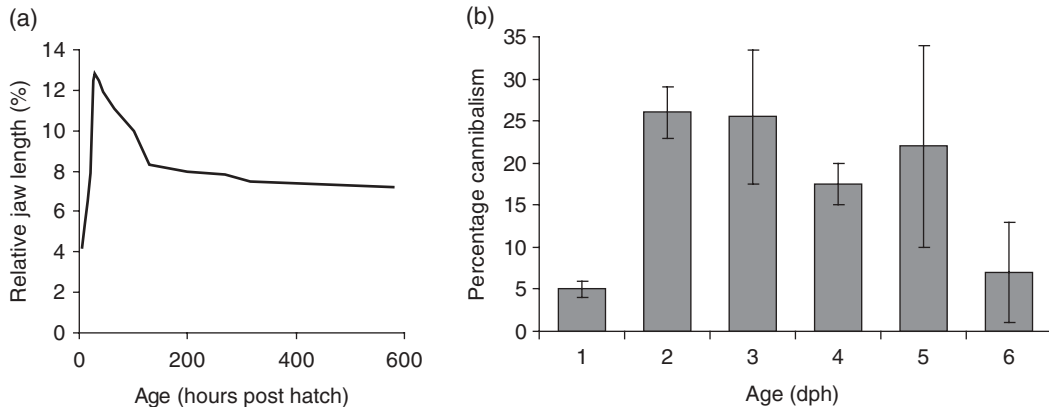 (a)
Relative jaw length (%)
14
12
10
8
6
4
2
0
0 200 400 600
Age (hours post hatch)
(b)
Percentage cannibalism
35
30
25
20
15
10
5
0
1 2 3 4 5 6
Age (dph)